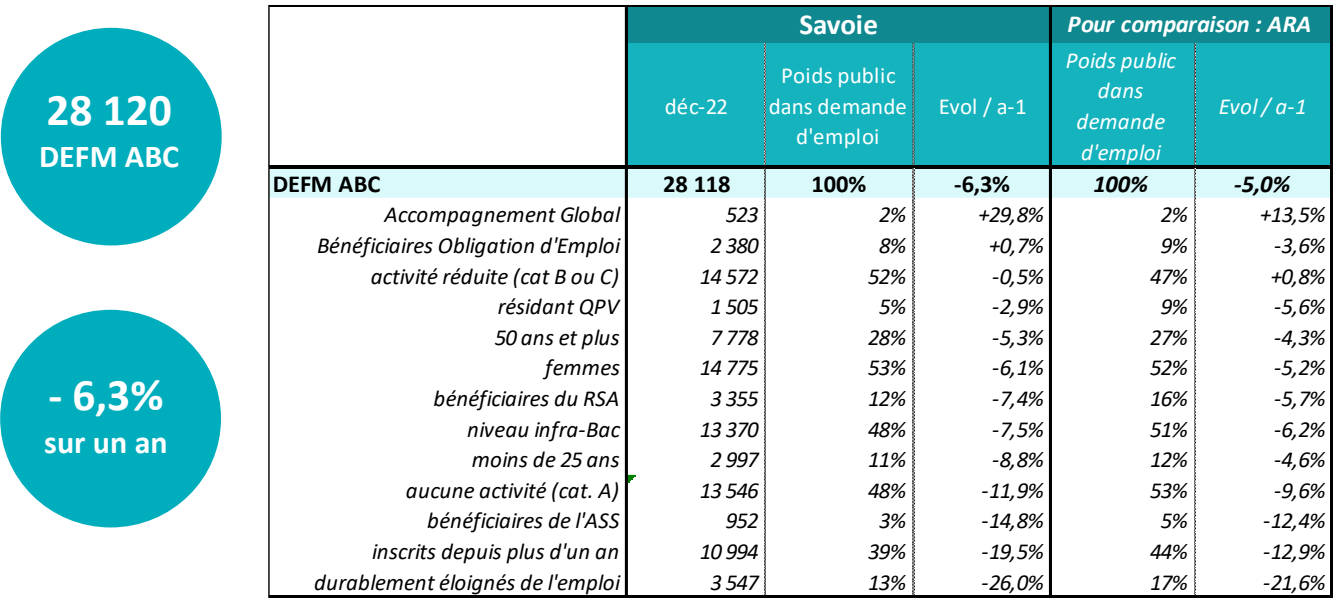 28 120
DEFM ABC
- 6,3%
sur un an
Savoie Pour comparaison : ARA
déc-22 Poids public dans demande d'emploi Evol / a-1 Poids public dans demande d'emploi Evol / a-1
DEFM ABC 28 118 100% -6,3% 100% -5,0%
Accompagnement Global 523 2% +29,8% 2% +13,5%
Bénéficiaires Obligation d'Emploi 2 380 8% +0,7% 9% -3,6%
activité réduite (cat B ou C) 14 572 52% -0,5% 47% +0,8%
résidant QPV 1 505 5% -2,9% 9% -5,6%
50 ans et plus 7 778 28% -5,3% 27% -4,3%
femmes 14 775 53% -6,1% 52% -5,2%
bénéficiaires du RSA 3 355 12% -7,4% 16% -5,7%
niveau infra-Bac 13 370 48% -7,5% 51% -6,2%
moins de 25 ans 2 997 11% -8,8% 12% -4,6%
aucune activité (cat. A) 13 546 48% -11,9% 53% -9,6%
bénéficiaires de l'ASS 952 3% -14,8% 5% -12,4%
inscrits depuis plus d'un an 10 994 39% -19,5% 44% -12,9%
durablement éloignés de l'emploi 3 547 13% -26,0% 17% -21,6%